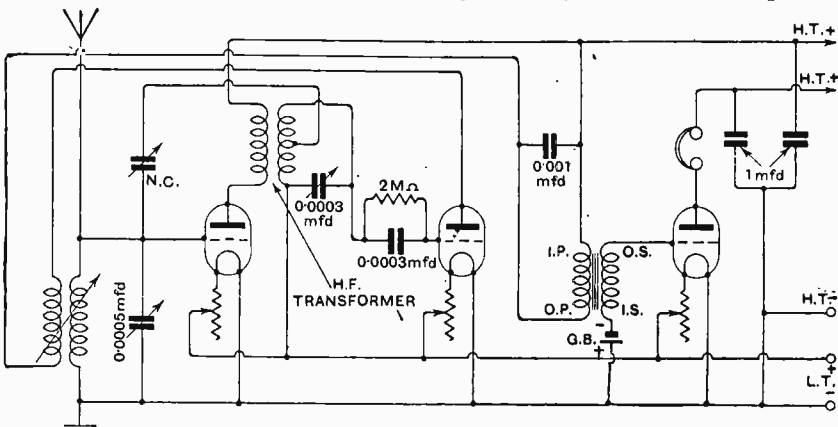 H.T.+
H.T.+
N.C.
0·0003
mfd
2MΩ
0·0003mfd
0·001
mfd
1 mfd
H.F.
TRANSFORMER
0·0005mfd
I.P.
O.S.
O.P.
I.S.
G.B.
-
+
H.T.-
+
L.T.
-